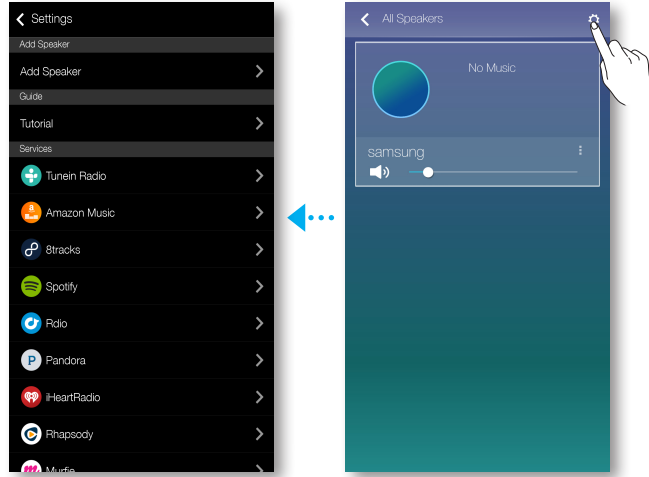 Settings
Add Speaker
Add Speaker
Guide
Tutorial
Services
Tunein Radio
a Amazon Music
8tracks
Spotify
Rdio
P Pandora
iHeartRadio
Rhapsody
m Murfie
All Speakers
No Music
samsung